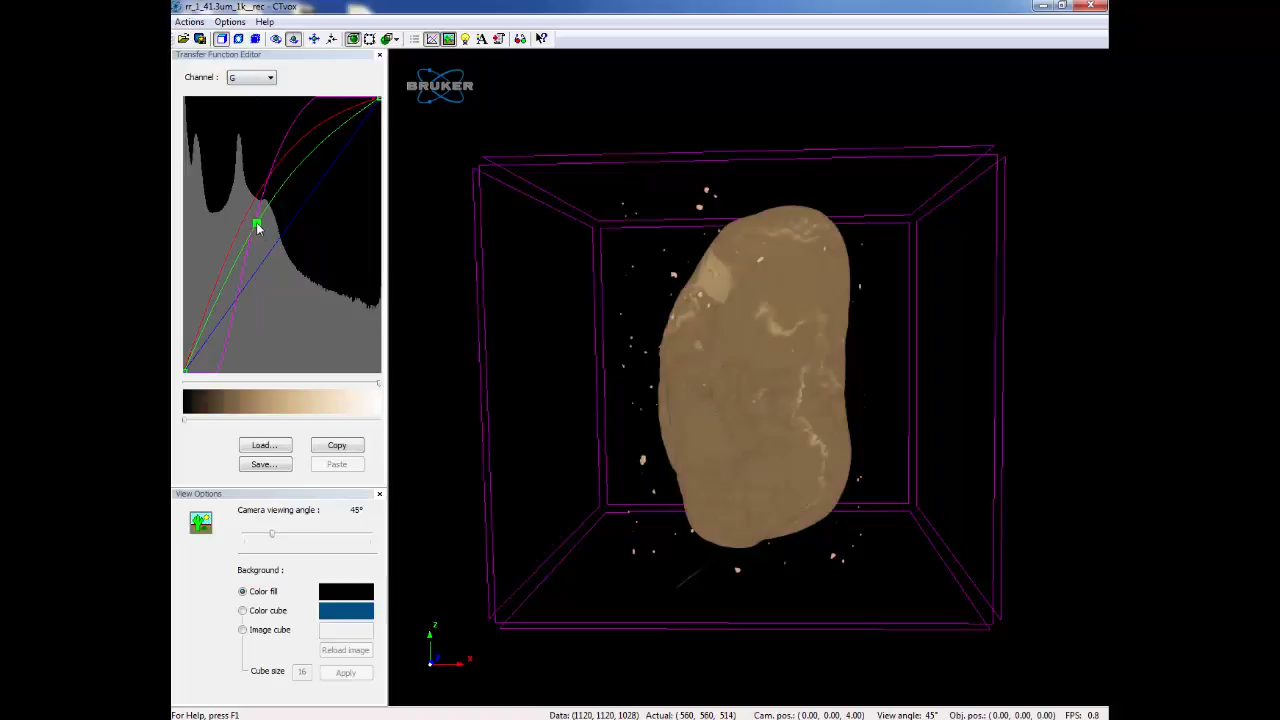 rr_1_41.3um_1k__rec - CTvox
Actions Options Help
Transfer Function Editor
Channel : G
BRUKER
Load... Copy
Save... Paste
View Options
Camera viewing angle : 45°
Background :
Color fill
Color cube
Image cube
Reload image
Cube size 16 Apply
z
y
x
For Help, press F1 Data: (1120, 1120, 1028) Actual: ( 560, 560, 514) Cam. pos.: ( 0.00, 0.00, 4.00) View angle: 45° Obj. pos.: ( 0.00, 0.00, 0.00) FPS: 0.8